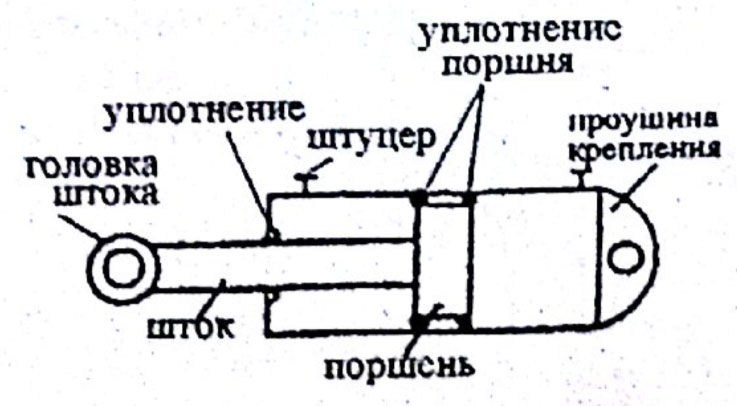 уплотнение
поршня
уплотнение
штуцер
проушина
крепления
головка
штока
шток
поршень